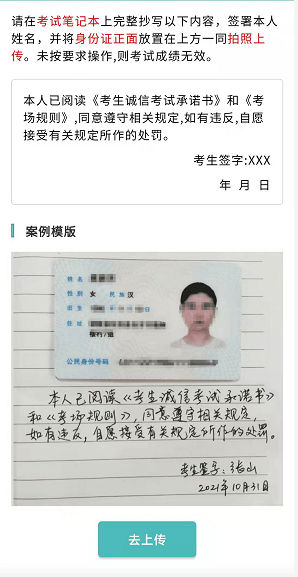 请在考试笔记本上完整抄写以下内容，签署本人
姓名，并将身份证正面放置在上方一同拍照上
传。未按要求操作,则考试成绩无效。
本人已阅读《考生诚信考试承诺书》和《考
场规则》,同意遵守相关规定,如有违反,自愿
接受有关规定所作的处罚。
考生签字:XXX
年 月 日
案例模版
姓名
性别 女 民族 汉
出生
住址
公民身份号码
本人已阅读《考生诚信考试承诺书》
和《考场规则》，同意遵守相关规定，
如有违反，自愿接受有关规定所作的处罚。
考生签字：张山
2021年10月31日
去上传